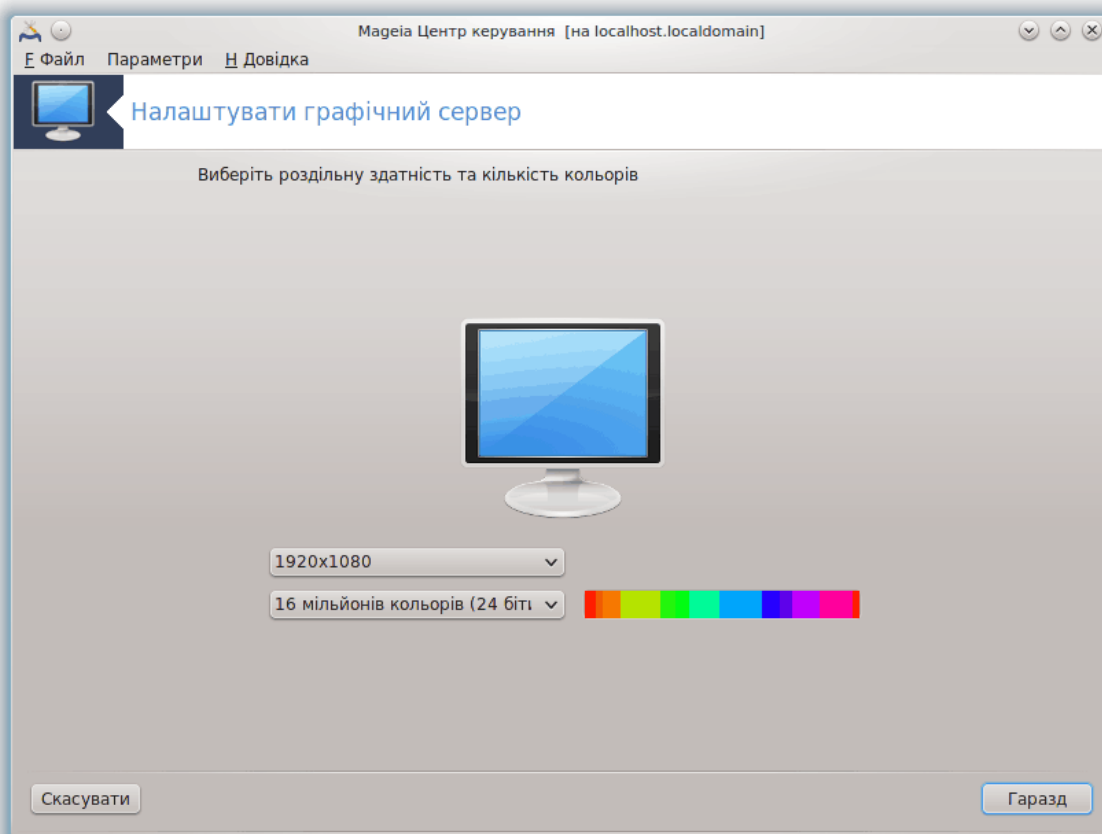 Mageia Центр керування [на localhost.localdomain]
F Файл Параметри H Довідка
Налаштувати графічний сервер
Виберіть роздільну здатність та кількість кольорів
1920x1080
16 мільйонів кольорів (24 біти
Скасувати Гаразд